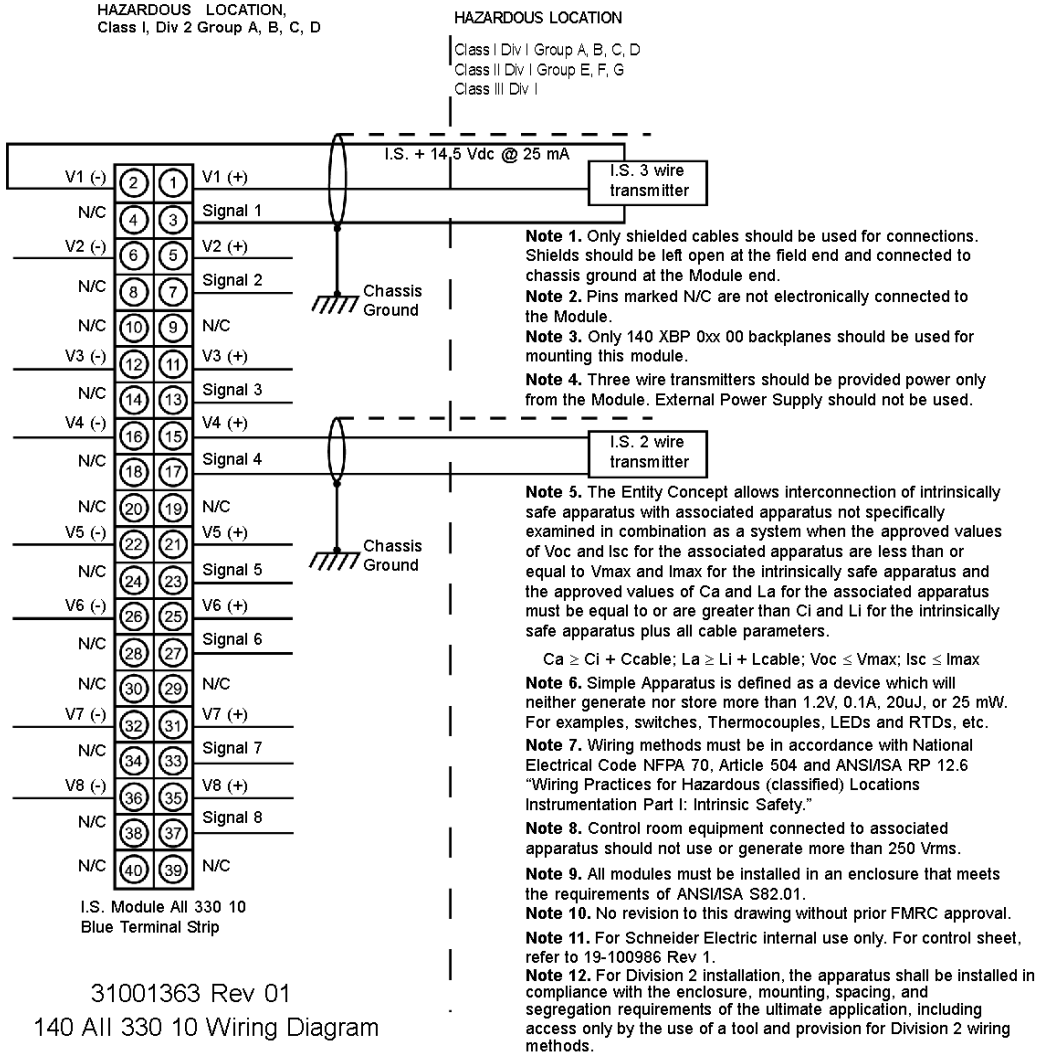 HAZARDOUS LOCATION,
Class I, Div 2 Group A, B, C, D
HAZARDOUS LOCATION
Class I Div I Group A, B, C, D
Class II Div I Group E, F, G
Class III Div I
I.S. + 14.5 Vdc @ 25 mA
I.S. 3 wire
transmitter
V1 (-) 2 1 V1 (+)
N/C 4 3 Signal 1
V2 (-) 6 5 V2 (+)
N/C 8 7 Signal 2
N/C 10 9 N/C
V3 (-) 12 11 V3 (+)
N/C 14 13 Signal 3
V4 (-) 16 15 V4 (+)
N/C 18 17 Signal 4
N/C 20 19 N/C
V5 (-) 22 21 V5 (+)
N/C 24 23 Signal 5
V6 (-) 26 25 V6 (+)
N/C 28 27 Signal 6
N/C 30 29 N/C
V7 (-) 32 31 V7 (+)
N/C 34 33 Signal 7
V8 (-) 36 35 V8 (+)
N/C 38 37 Signal 8
N/C 40 39 N/C
Chassis
Ground
I.S. 2 wire
transmitter
Chassis
Ground
I.S. Module AII 330 10
Blue Terminal Strip
31001363 Rev 01
140 AII 330 10 Wiring Diagram
Note 1. Only shielded cables should be used for connections.
Shields should be left open at the field end and connected to
chassis ground at the Module end.
Note 2. Pins marked N/C are not electronically connected to
the Module.
Note 3. Only 140 XBP 0xx 00 backplanes should be used for
mounting this module.
Note 4. Three wire transmitters should be provided power only
from the Module. External Power Supply should not be used.
Note 5. The Entity Concept allows interconnection of intrinsically
safe apparatus with associated apparatus not specifically
examined in combination as a system when the approved values
of Voc and Isc for the associated apparatus are less than or
equal to Vmax and Imax for the intrinsically safe apparatus and
the approved values of Ca and La for the associated apparatus
must be equal to or are greater than Ci and Li for the intrinsically
safe apparatus plus all cable parameters.
Ca ≥ Ci + Ccable; La ≥ Li + Lcable; Voc ≤ Vmax; Isc ≤ Imax
Note 6. Simple Apparatus is defined as a device which will
neither generate nor store more than 1.2V, 0.1A, 20uJ, or 25 mW.
For examples, switches, Thermocouples, LEDs and RTDs, etc.
Note 7. Wiring methods must be in accordance with National
Electrical Code NFPA 70, Article 504 and ANSI/ISA RP 12.6
“Wiring Practices for Hazardous (classified) Locations
Instrumentation Part I: Intrinsic Safety.”
Note 8. Control room equipment connected to associated
apparatus should not use or generate more than 250 Vrms.
Note 9. All modules must be installed in an enclosure that meets
the requirements of ANSI/ISA S82.01.
Note 10. No revision to this drawing without prior FMRC approval.
Note 11. For Schneider Electric internal use only. For control sheet,
refer to 19-100986 Rev 1.
Note 12. For Division 2 installation, the apparatus shall be installed in
compliance with the enclosure, mounting, spacing, and
segregation requirements of the ultimate application, including
access only by the use of a tool and provision for Division 2 wiring
methods.